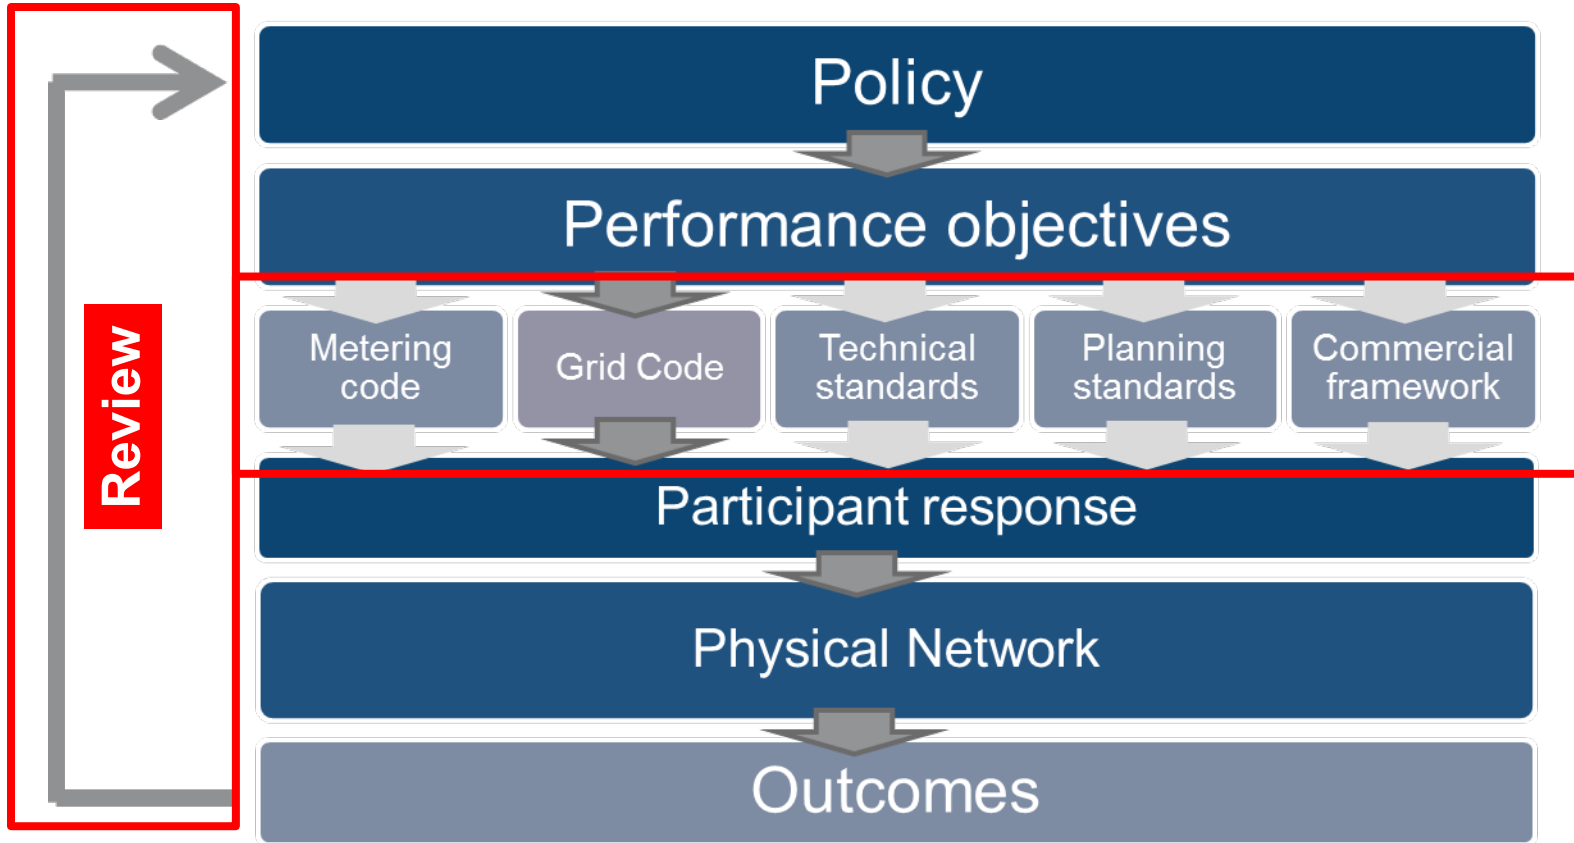 Policy
Performance objectives
Metering
code
Grid Code
Technical
standards
Planning
standards
Commercial
framework
Review
Participant response
Physical Network
Outcomes